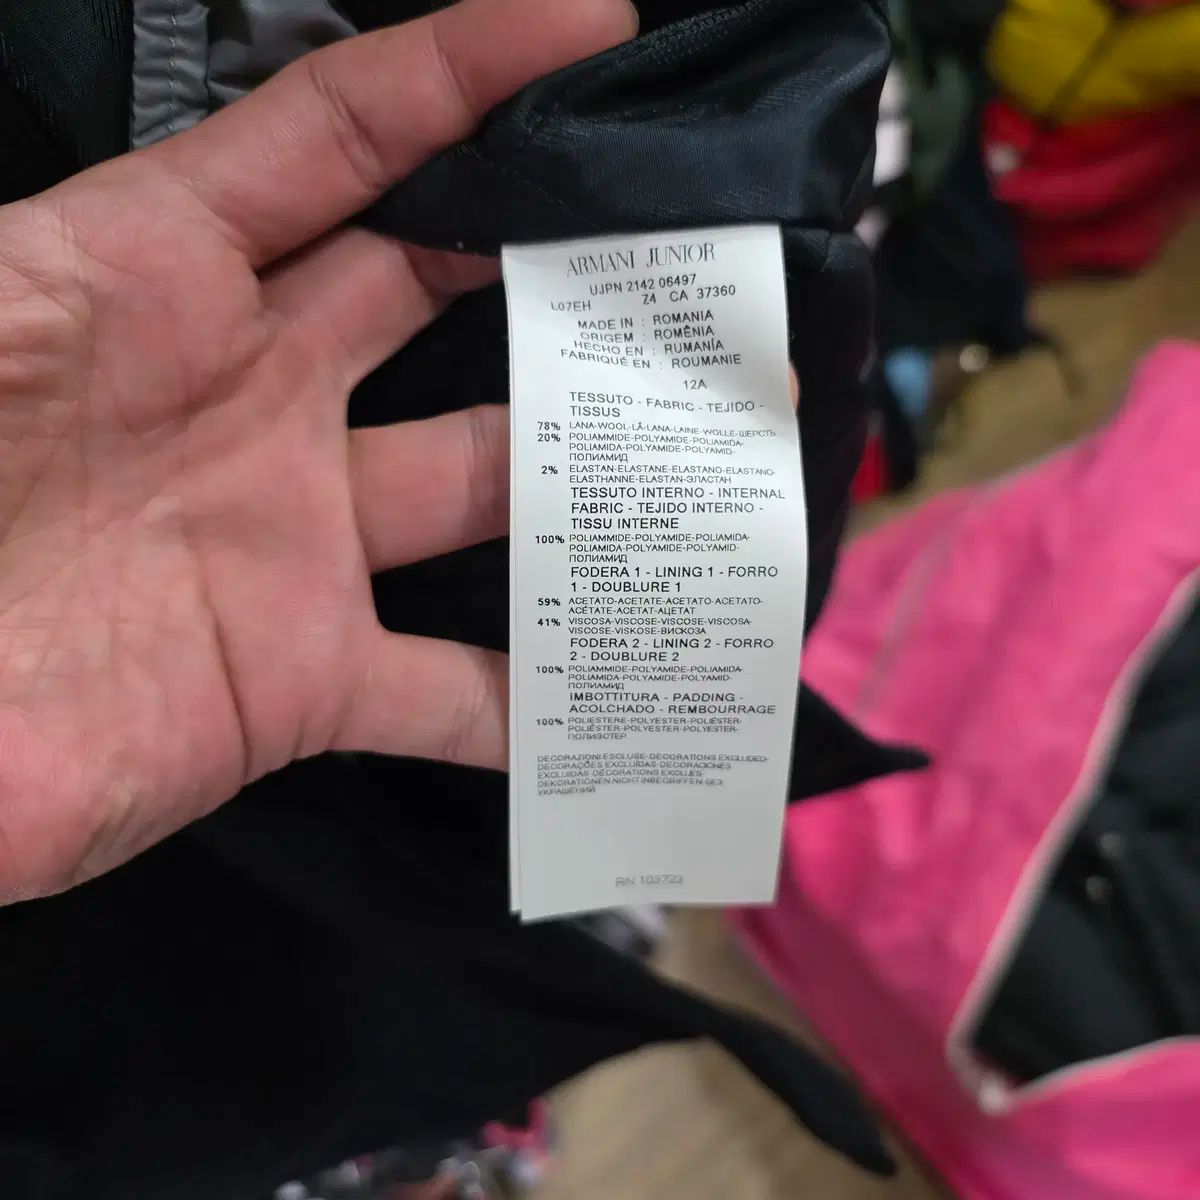 ARMANI JUNIOR
UJPN 2142 06497
L07EH Z4 CA 37360
MADE IN : ROMANIA
ORIGEM : ROMÊNIA
HECHO EN : RUMANÍA
FABRIQUÉ EN : ROUMANIE
12A
TESSUTO - FABRIC - TEJIDO -
TISSUS
78% LANA-WOOL-LÃ-LANA-LAINE-WOLLE-ШЕРСТЬ
20% POLIAMMIDE-POLYAMIDE-POLIAMIDA-
POLIAMIDA-POLYAMIDE-POLYAMID-
ПОЛИАМИД
2% ELASTAN-ELASTANE-ELASTANO-ELASTANO-
ELASTHANNE-ELASTAN-ЭЛАСТАН
TESSUTO INTERNO - INTERNAL
FABRIC - TEJIDO INTERNO -
TISSU INTERNE
100% POLIAMMIDE-POLYAMIDE-POLIAMIDA-
POLIAMIDA-POLYAMIDE-POLYAMID-
ПОЛИАМИД
FODERA 1 - LINING 1 - FORRO
1 - DOUBLURE 1
59% ACETATO-ACETATE-ACETATO-ACETATO-
ACÉTATE-ACETAT-АЦЕТАТ
41% VISCOSA-VISCOSE-VISCOSE-VISCOSA-
VISCOSE-VISKOSE-ВИСКОЗА
FODERA 2 - LINING 2 - FORRO
2 - DOUBLURE 2
100% POLIAMMIDE-POLYAMIDE-POLIAMIDA-
POLIAMIDA-POLYAMIDE-POLYAMID-
ПОЛИАМИД
IMBOTTITURA - PADDING -
ACOLCHADO - REMBOURRAGE
100% POLIESTERE-POLYESTER-POLIÉSTER-
POLIÉSTER-POLYESTER-POLYESTER-
ПОЛИЭСТЕР
DECORAZIONI ESCLUSE-DECORATIONS EXCLUDED-
DECORAÇÕES EXCLUÍDAS-DECORACIONES
EXCLUIDAS-DÉCORATIONS EXCLUES
DEKORATIONEN NICHT INBEGRIFFEN-БЕЗ
УКРАШЕНИЙ
RN 103723